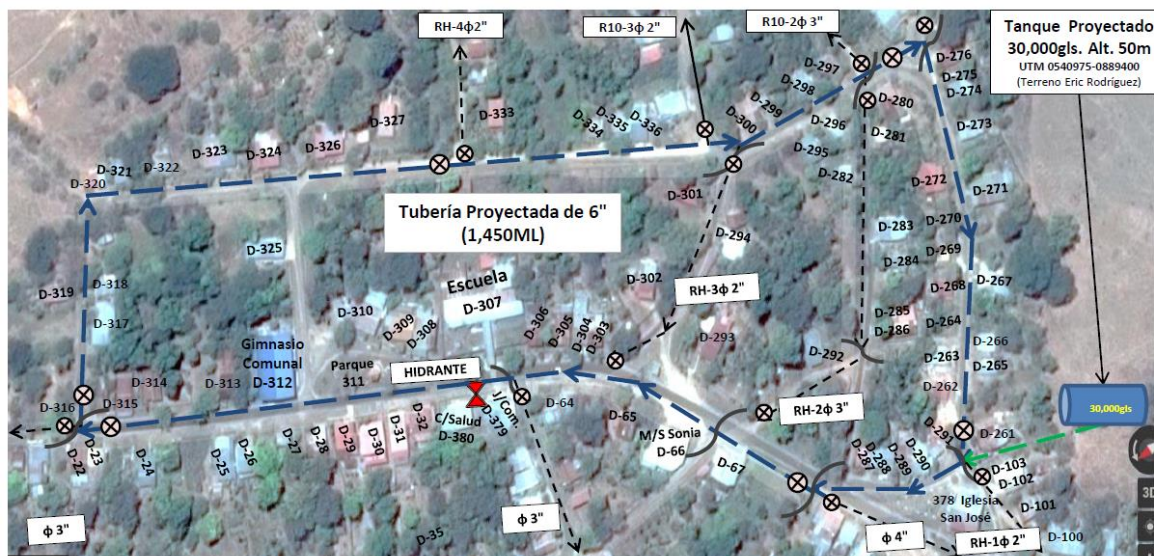 RH-4ф2"
R10-3ф 2"
R10-2ф 3"
Tanque Proyectado
30,000gls. Alt. 50m
UTM 0540975-0889400
(Terreno Eric Rodríguez)
D-276
D-275
D-274
D-297
D-298
D-299
D-300
D-280
D-281
D-273
D-333
D-327
D-334
D-335
D-336
D-296
D-295
D-282
D-326
D-324
D-323
D-322
D-321
D-320
D-301
D-272
D-271
Tubería Proyectada de 6"
(1,450ML)
D-294
D-270
D-283
D-284
D-269
D-325
D-302
D-267
D-268
D-319
D-318
D-317
Escuela
D-307
RH-3ф 2"
D-310
D-309
D-308
D-306
D-305
D-304
D-303
D-293
D-285
D-286
D-264
D-266
D-265
D-263
D-262
D-292
Gimnasio
Comunal
D-312
Parque
311
HIDRANTE
D-314
D-313
D-316
D-315
30,000gls
C/Salud
D-380
D-379
J/Com.
D-64
D-65
RH-2ф 3"
M/S Sonia
D-66
D-67
D-261
D-291
D-290
D-289
D-288
D-287
D-103
D-102
D-101
D-100
D-22
D-23
D-24
D-25
D-26
D-27
D-28
D-29
D-30
D-31
D-32
D-35
378 Iglesia
San José
ф 3"
ф 3"
ф 4"
RH-1ф 2"
3D